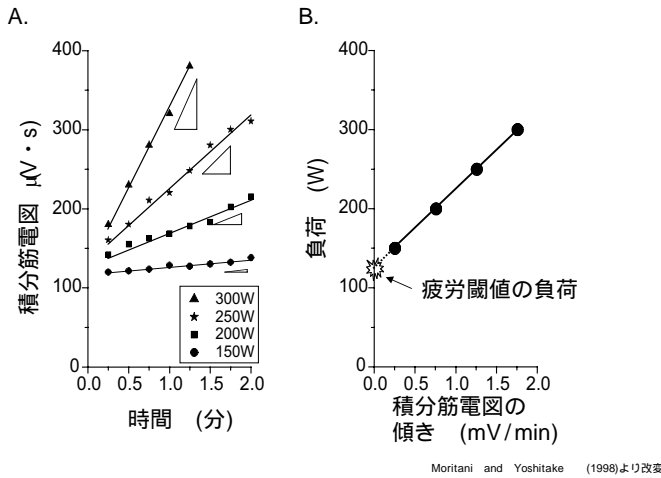 A.
400
300
200
100
0
0.0 0.5 1.0 1.5 2.0
積分筋電図 μ(V・s)
時間 (分)
300W
250W
200W
150W
B.
400
300
200
100
0
0.0 0.5 1.0 1.5 2.0
負荷 (W)
疲労閾値の負荷
積分筋電図の
傾き (mV/min)
Moritani and Yoshitake (1998)より改変